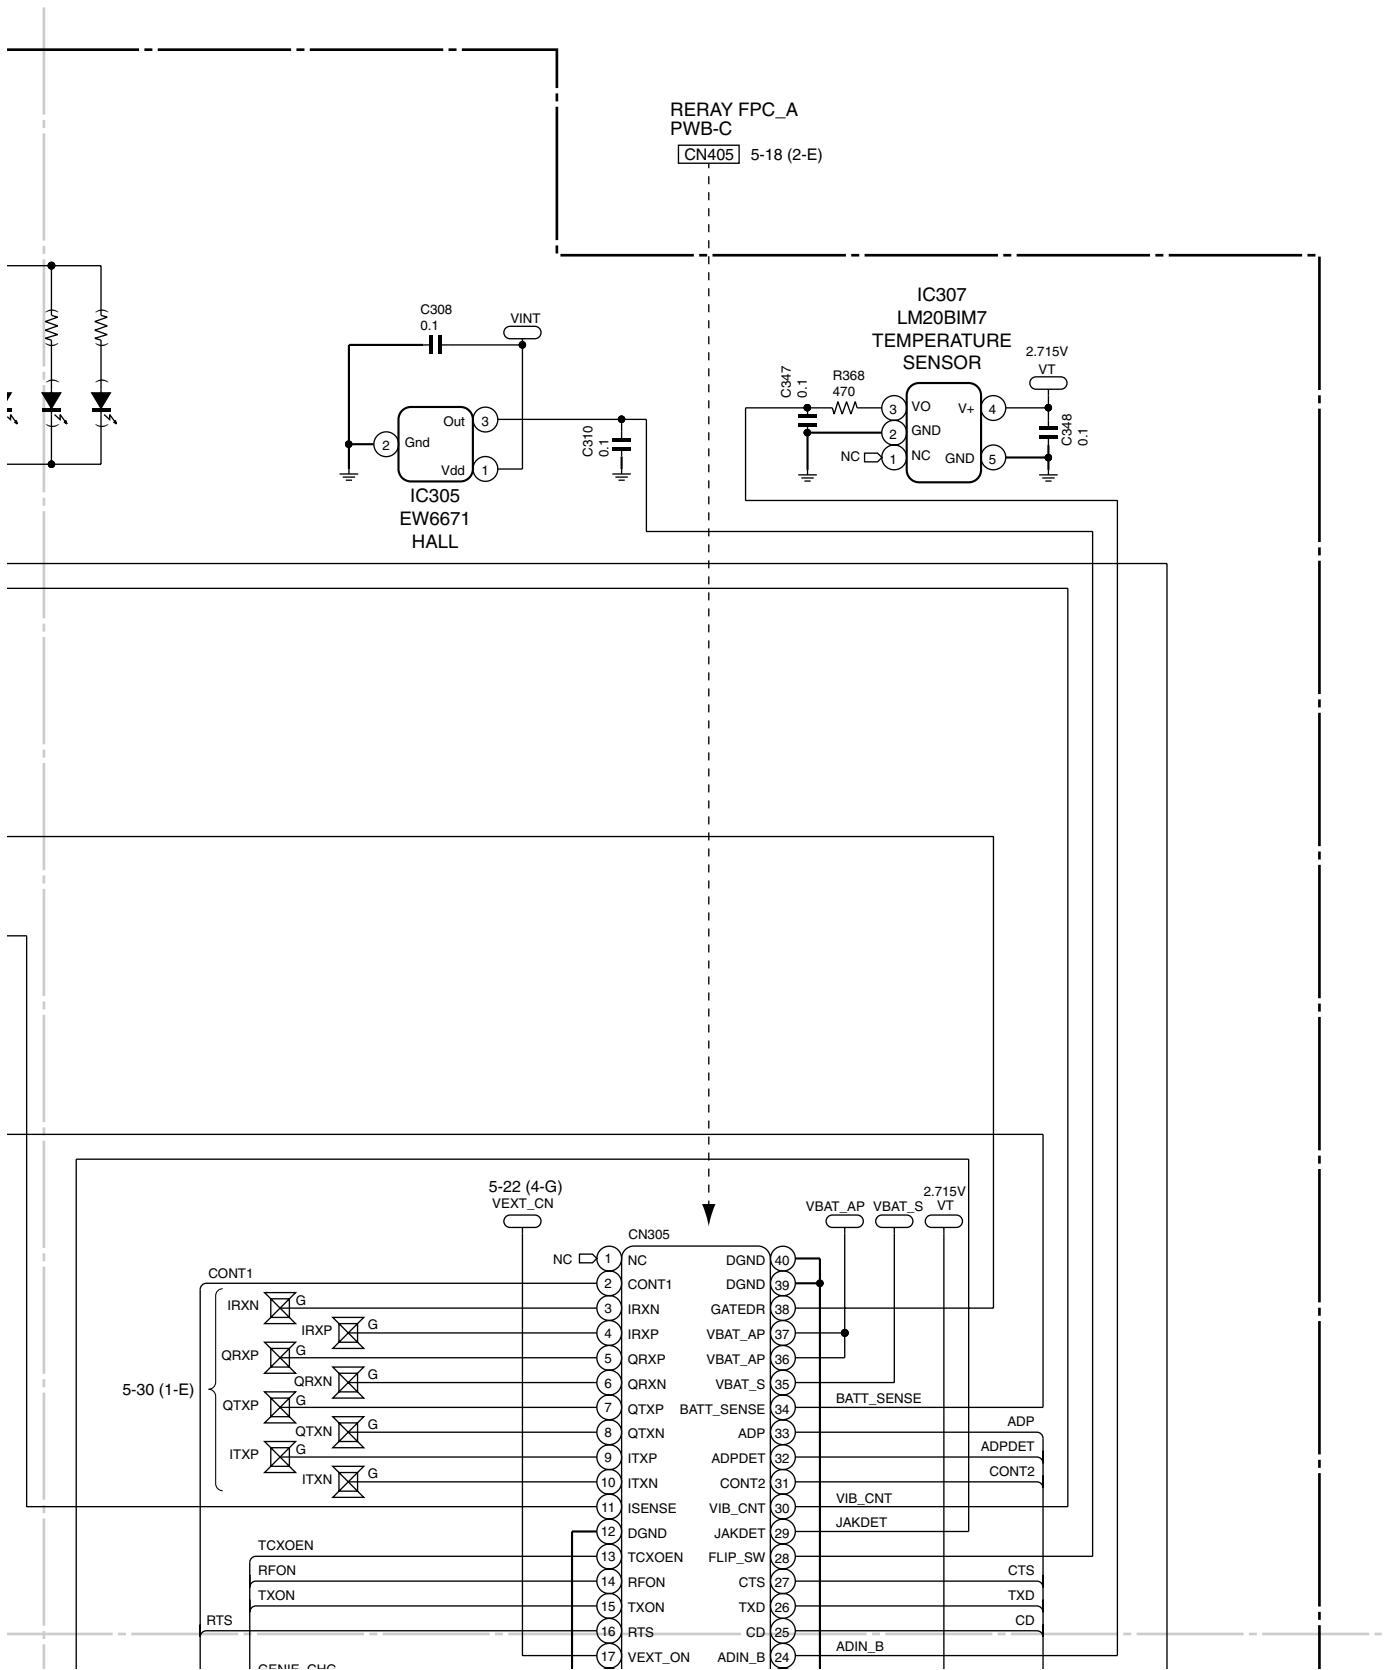 RERAY FPC_A
PWB-C
CN405 5-18 (2-E)
IC307
LM20BIM7
TEMPERATURE
SENSOR
C308
0.1
VINT
2.715V
VT
C347
0.1
R368
470
3 VO V+ 4
2 GND
NC 1 NC GND 5
C348
0.1
Out 3
2 Gnd
Vdd 1
C310
0.1
IC305
EW6671
HALL
5-22 (4-G)
VEXT_CN
VBAT_AP VBAT_S
2.715V
VT
CN305
NC 1 NC DGND 40
CONT1 2 CONT1 DGND 39
IRXN G 3 IRXN GATEDR 38
IRXP G 4 IRXP VBAT_AP 37
QRXP G 5 QRXP VBAT_AP 36
QRXN G 6 QRXN VBAT_S 35
5-30 (1-E)
QTXP G 7 QTXP BATT_SENSE 34 BATT_SENSE
QTXN G 8 QTXN ADP 33 ADP
ITXP G 9 ITXP ADPDET 32 ADPDET
ITXN G 10 ITXN CONT2 31 CONT2
11 ISENSE VIB_CNT 30 VIB_CNT
12 DGND JAKDET 29 JAKDET
TCXOEN 13 TCXOEN FLIP_SW 28
RFON 14 RFON CTS 27 CTS
TXON 15 TXON TXD 26 TXD
RTS 16 RTS CD 25 CD
17 VEXT_ON ADIN_B 24 ADIN_B